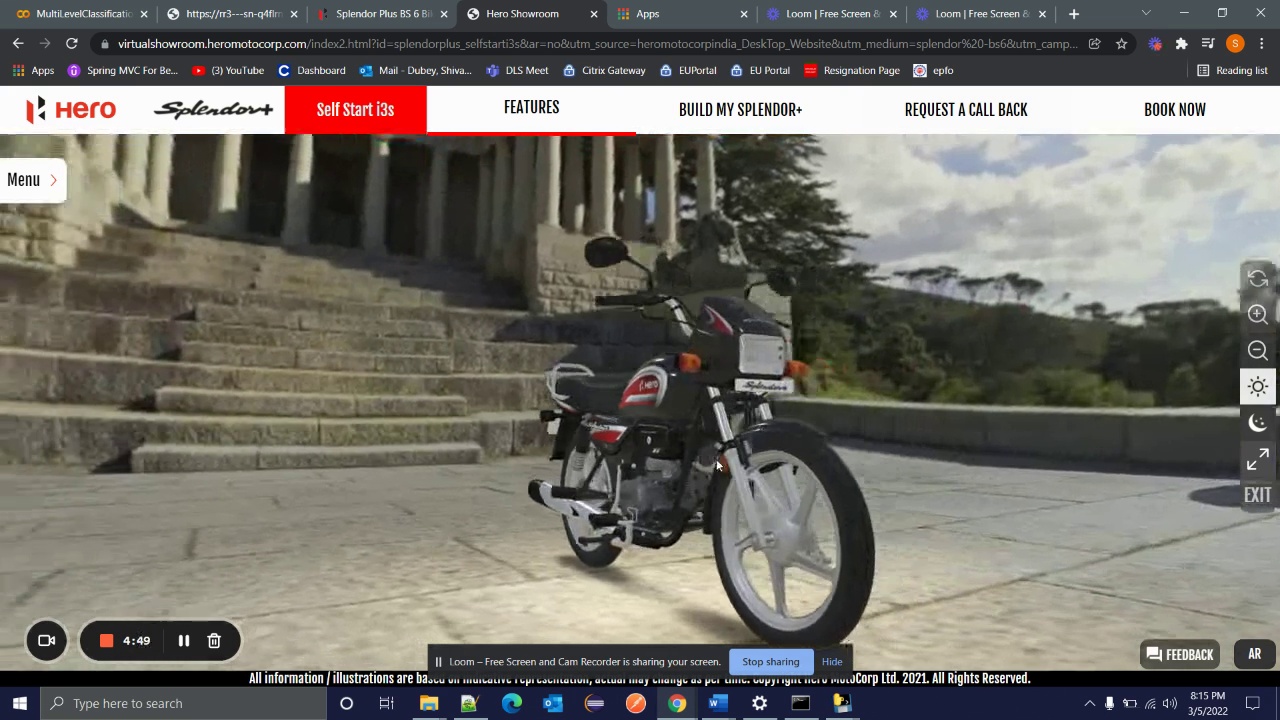 MultiLevelClassificatio
https://rr3---sn-q4flrn
Splendor Plus BS 6 Bik
Hero Showroom
Apps
Loom | Free Screen &
Loom | Free Screen &
virtualshowroom.heromotocorp.com/index2.html?id=splendorplus_selfstarti3s&at=no&utm_source=heromotocorpindia_DeskTop_Website&utm_medium=splendor%20-bs6&utm_camp...
S
Apps
Spring MVC For Be...
(3) YouTube
Dashboard
Mail - Dubey, Shiva...
DLS Meet
Citrix Gateway
EUPortal
EU Portal
Resignation Page
epfo
Reading list
Hero
Splendor+
Self Start i3s
FEATURES
BUILD MY SPLENDOR+
REQUEST A CALL BACK
BOOK NOW
Menu
HERO
Splendor+
EXIT
4:49
Loom – Free Screen and Cam Recorder is sharing your screen.
Stop sharing
Hide
FEEDBACK
AR
All information / illustrations are based on indicative representation, actual may change as per time. Copyright Hero MotoCorp Ltd. 2021. All Rights Reserved.
Type here to search
8:15 PM
3/5/2022